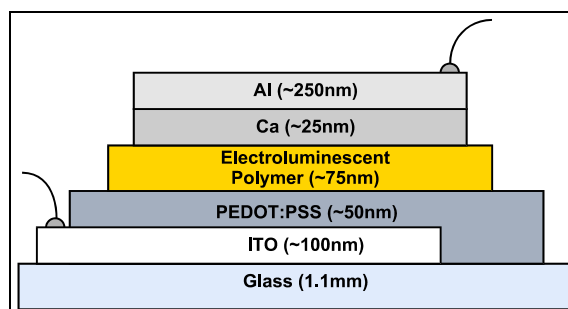 Al (~250nm)
Ca (~25nm)
Electroluminescent
Polymer (~75nm)
PEDOT:PSS (~50nm)
ITO (~100nm)
Glass (1.1mm)